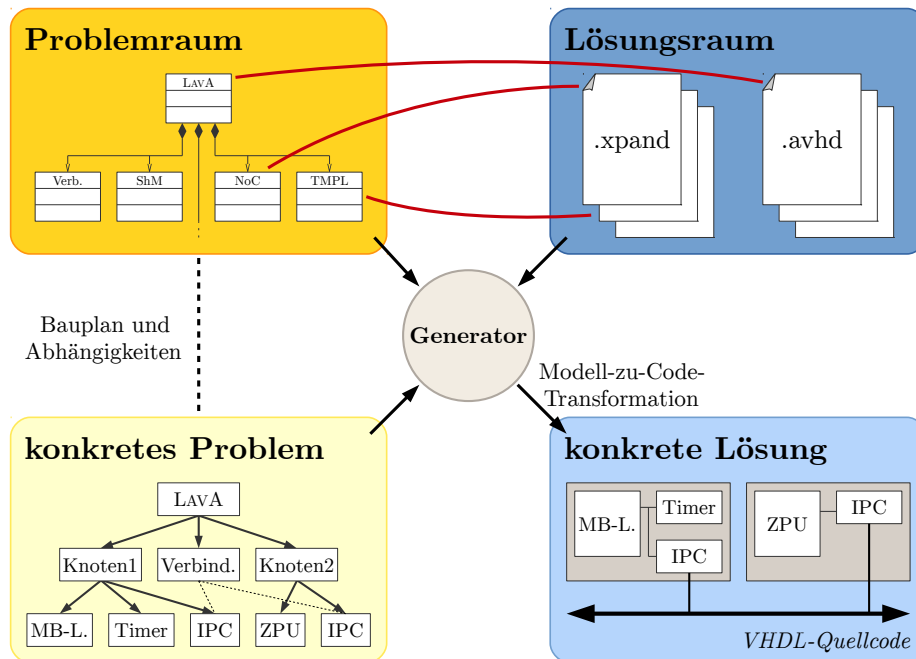 Problemraum
LavA
Verb.
ShM
NoC
TMPL
Lösungsraum
.xpand
.avhd
Bauplan und
Abhängigkeiten
Generator
Modell-zu-Code-
Transformation
konkretes Problem
LavA
Knoten1
Verbind.
Knoten2
MB-L.
Timer
IPC
ZPU
IPC
konkrete Lösung
MB-L.
Timer
IPC
ZPU
IPC
VHDL-Quellcode